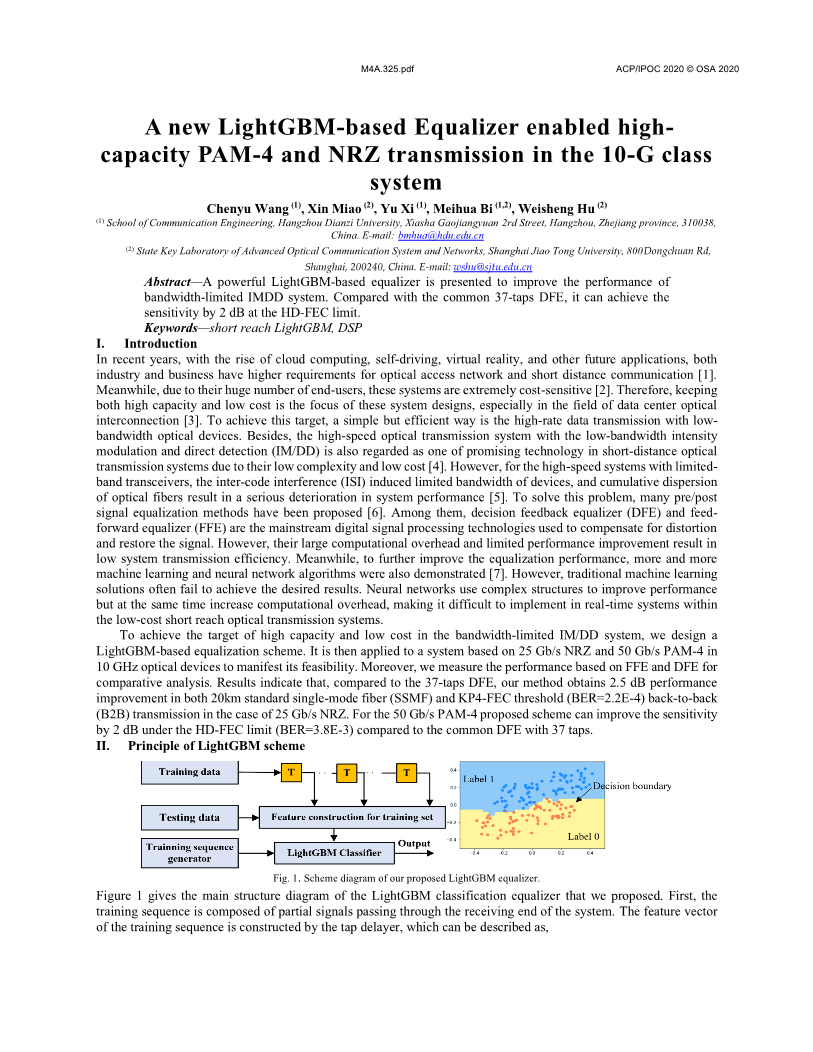 M4A.325.pdf ACP/IPOC 2020 © OSA 2020
A new LightGBM-based Equalizer enabled high-
capacity PAM-4 and NRZ transmission in the 10-G class
system
Chenyu Wang (1), Xin Miao (2), Yu Xi (1), Meihua Bi (1,2), Weisheng Hu (2)
(1) School of Communication Engineering, Hangzhou Dianzi University, Xiasha Gaojiangyuan 2rd Street, Hangzhou, Zhejiang province, 310038,
China. E-mail: bmhua@hdu.edu.cn
(2) State Key Laboratory of Advanced Optical Communication System and Networks, Shanghai Jiao Tong University, 800Dongchuan Rd,
Shanghai, 200240, China. E-mail: wshu@sjtu.edu.cn
Abstract—A powerful LightGBM-based equalizer is presented to improve the performance of
bandwidth-limited IMDD system. Compared with the common 37-taps DFE, it can achieve the
sensitivity by 2 dB at the HD-FEC limit.
Keywords—short reach LightGBM, DSP
I. Introduction
In recent years, with the rise of cloud computing, self-driving, virtual reality, and other future applications, both
industry and business have higher requirements for optical access network and short distance communication [1].
Meanwhile, due to their huge number of end-users, these systems are extremely cost-sensitive [2]. Therefore, keeping
both high capacity and low cost is the focus of these system designs, especially in the field of data center optical
interconnection [3]. To achieve this target, a simple but efficient way is the high-rate data transmission with low-
bandwidth optical devices. Besides, the high-speed optical transmission system with the low-bandwidth intensity
modulation and direct detection (IM/DD) is also regarded as one of promising technology in short-distance optical
transmission systems due to their low complexity and low cost [4]. However, for the high-speed systems with limited-
band transceivers, the inter-code interference (ISI) induced limited bandwidth of devices, and cumulative dispersion
of optical fibers result in a serious deterioration in system performance [5]. To solve this problem, many pre/post
signal equalization methods have been proposed [6]. Among them, decision feedback equalizer (DFE) and feed-
forward equalizer (FFE) are the mainstream digital signal processing technologies used to compensate for distortion
and restore the signal. However, their large computational overhead and limited performance improvement result in
low system transmission efficiency. Meanwhile, to further improve the equalization performance, more and more
machine learning and neural network algorithms were also demonstrated [7]. However, traditional machine learning
solutions often fail to achieve the desired results. Neural networks use complex structures to improve performance
but at the same time increase computational overhead, making it difficult to implement in real-time systems within
the low-cost short reach optical transmission systems.
To achieve the target of high capacity and low cost in the bandwidth-limited IM/DD system, we design a
LightGBM-based equalization scheme. It is then applied to a system based on 25 Gb/s NRZ and 50 Gb/s PAM-4 in
10 GHz optical devices to manifest its feasibility. Moreover, we measure the performance based on FFE and DFE for
comparative analysis. Results indicate that, compared to the 37-taps DFE, our method obtains 2.5 dB performance
improvement in both 20km standard single-mode fiber (SSMF) and KP4-FEC threshold (BER=2.2E-4) back-to-back
(B2B) transmission in the case of 25 Gb/s NRZ. For the 50 Gb/s PAM-4 proposed scheme can improve the sensitivity
by 2 dB under the HD-FEC limit (BER=3.8E-3) compared to the common DFE with 37 taps.
II. Principle of LightGBM scheme
Training data T ·· T ·· T
Testing data Feature construction for training set
Trainning sequence
generator LightGBM Classifier Output
0.4
0.2
0.0
−0.2
−0.4
Label 1
Decision boundary
Label 0
-0.4 -0.2 0.0 0.2 0.4
Fig. 1. Scheme diagram of our proposed LightGBM equalizer.
Figure 1 gives the main structure diagram of the LightGBM classification equalizer that we proposed. First, the
training sequence is composed of partial signals passing through the receiving end of the system. The feature vector
of the training sequence is constructed by the tap delayer, which can be described as,